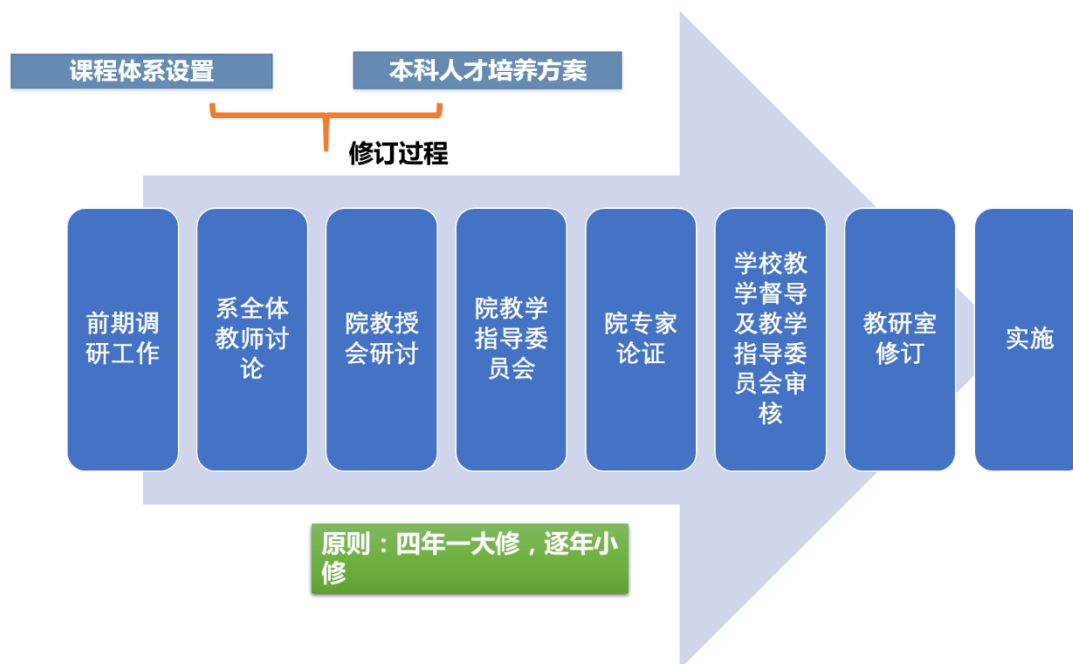 课程体系设置
本科人才培养方案
修订过程
前期调
研工作
系全体
教师讨
论
院教授
会研讨
院教学
指导委
员会
院专家
论证
学校教
学督导
及教学
指导委
员会审
核
教研室
修订
实施
原则：四年一大修，逐年小
修